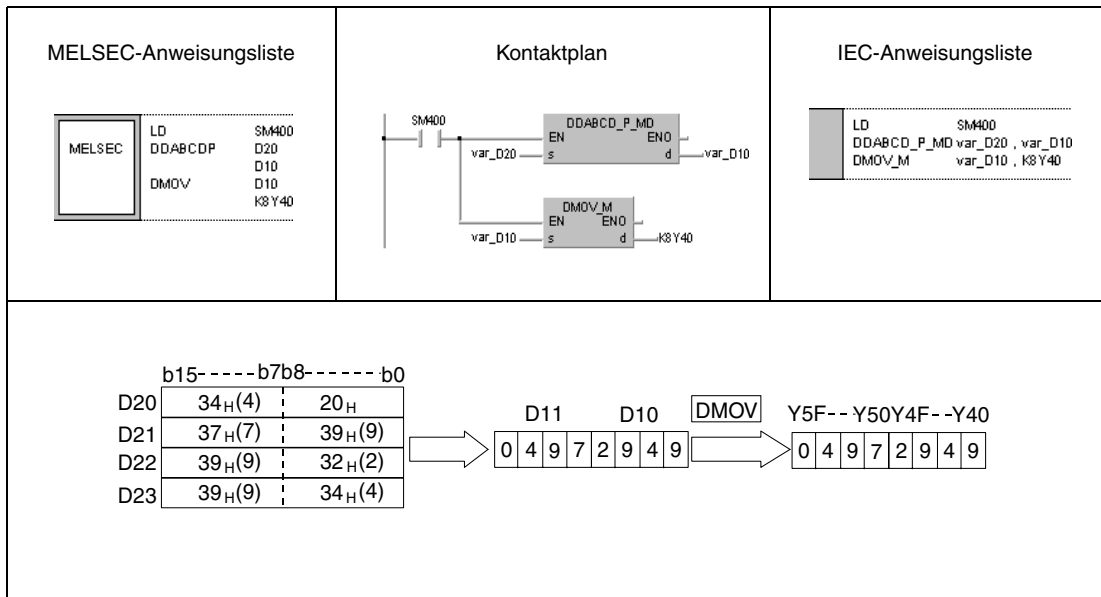 MELSEC-Anweisungsliste
Kontaktplan
IEC-Anweisungsliste
MELSEC
LD SM400
DDABCDP D20
D10
DMOV D10
K8Y40
SM400
DDABCD_P_MD
EN ENO
var_D20 s d var_D10
DMOV_M
EN ENO
var_D10 s d K8Y40
LD SM400
DDABCD_P_MD var_D20 , var_D10
DMOV_M var_D10 , K8Y40
b15-----b7b8------b0
D20 34H(4) 20H
D21 37H(7) 39H(9)
D22 39H(9) 32H(2)
D23 39H(9) 34H(4)
D11 D10
0 4 9 7 2 9 4 9
DMOV
Y5F--Y50Y4F--Y40
0 4 9 7 2 9 4 9